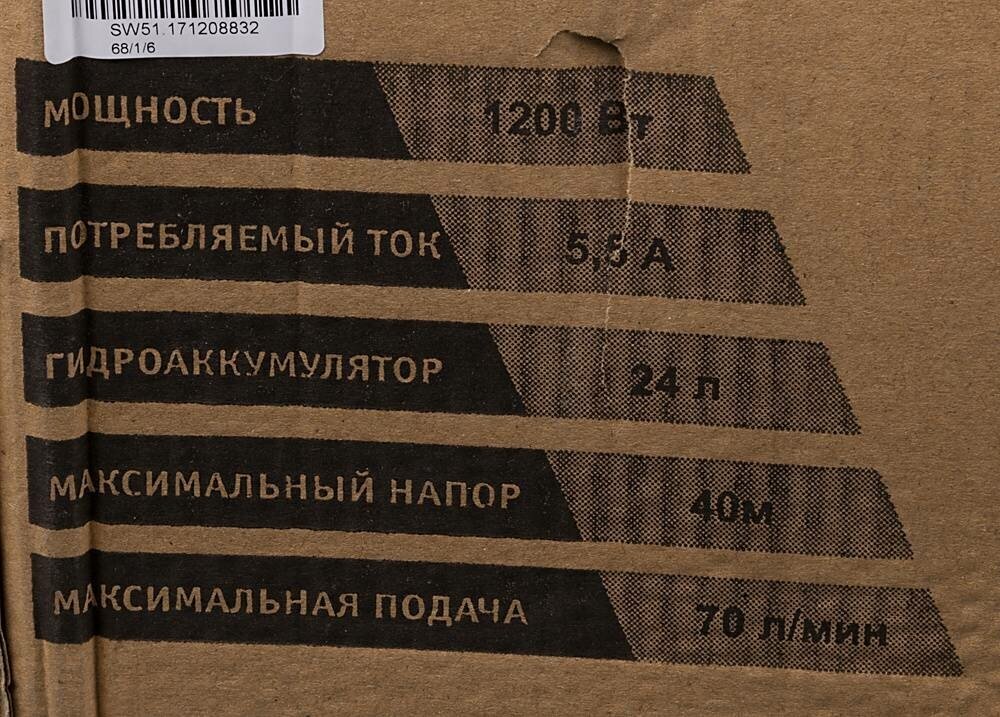 SW51.171208832
68/1/6
МОЩНОСТЬ 1200 Вт
ПОТРЕБЛЯЕМЫЙ ТОК 5,5 А
ГИДРОАККУМУЛЯТОР 24 л
МАКСИМАЛЬНЫЙ НАПОР 40м
МАКСИМАЛЬНАЯ ПОДАЧА 70 л/мин